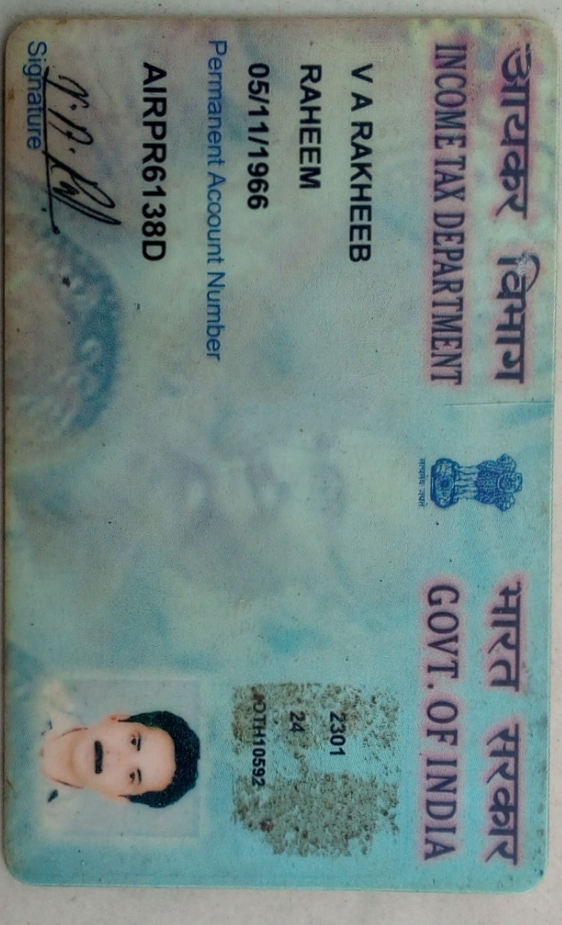 आयकर विभाग
INCOME TAX DEPARTMENT
सत्यमेव जयते
भारत सरकार
GOVT. OF INDIA
V A RAKHEEB
RAHEEM
05/11/1966
Permanent Account Number
AIRPR6138D
Signature
2301
24